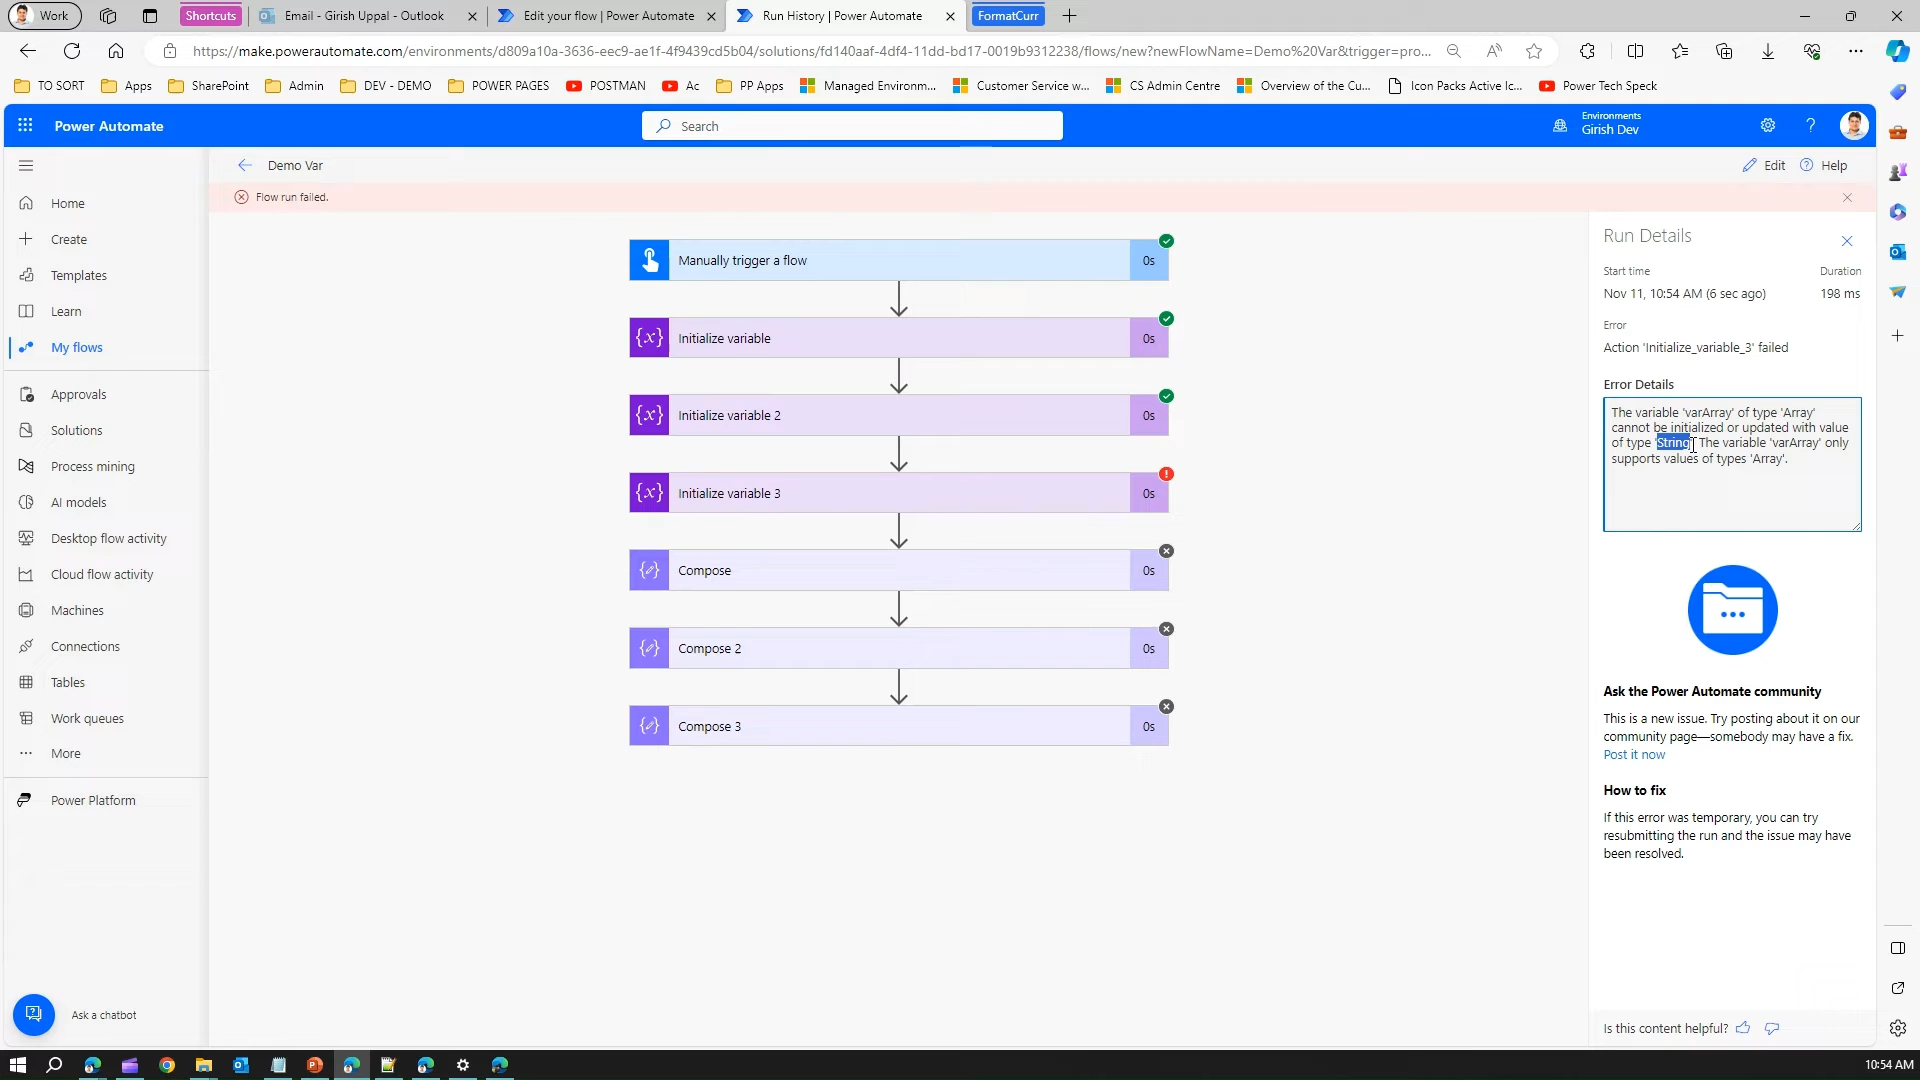 Work
Shortcuts
Email - Girish Uppal - Outlook
Edit your flow | Power Automate
Run History | Power Automate
FormatCurr
https://make.powerautomate.com/environments/d809a10a-3636-eec9-ae1f-4f9439cd5b04/solutions/fd140aaf-4df4-11dd-bd17-0019b9312238/flows/new?newFlowName=Demo%20Var&trigger=pro...
TO SORT
Apps
SharePoint
Admin
DEV - DEMO
POWER PAGES
POSTMAN
Ac
PP Apps
Managed Environm...
Customer Service w...
CS Admin Centre
Overview of the Cu...
Icon Packs Active Ic...
Power Tech Speck
Power Automate
Search
Environments
Girish Dev
Demo Var
Edit
Help
Flow run failed.
Home
Create
Templates
Learn
My flows
Approvals
Solutions
Process mining
AI models
Desktop flow activity
Cloud flow activity
Machines
Connections
Tables
Work queues
More
Power Platform
Ask a chatbot
Manually trigger a flow
0s
Initialize variable
0s
Initialize variable 2
0s
Initialize variable 3
0s
Compose
0s
Compose 2
0s
Compose 3
0s
Run Details
Start time
Duration
Nov 11, 10:54 AM (6 sec ago)
198 ms
Error
Action 'Initialize_variable_3' failed
Error Details
The variable 'varArray' of type 'Array'
cannot be initialized or updated with value
of type 'String'. The variable 'varArray' only
supports values of types 'Array'.
Ask the Power Automate community
This is a new issue. Try posting about it on our
community page—somebody may have a fix.
Post it now
How to fix
If this error was temporary, you can try
resubmitting the run and the issue may have
been resolved.
Is this content helpful?
10:54 AM